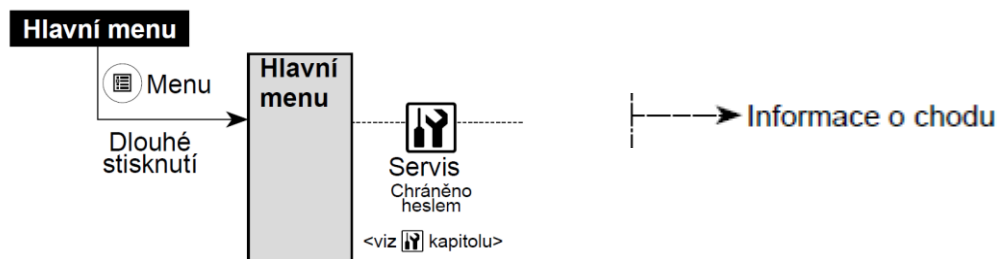 Hlavní menu
Menu
Dlouhé
stisknutí
Hlavní
menu
Servis
Chráněno
heslem
<viz kapitolu>
Informace o chodu